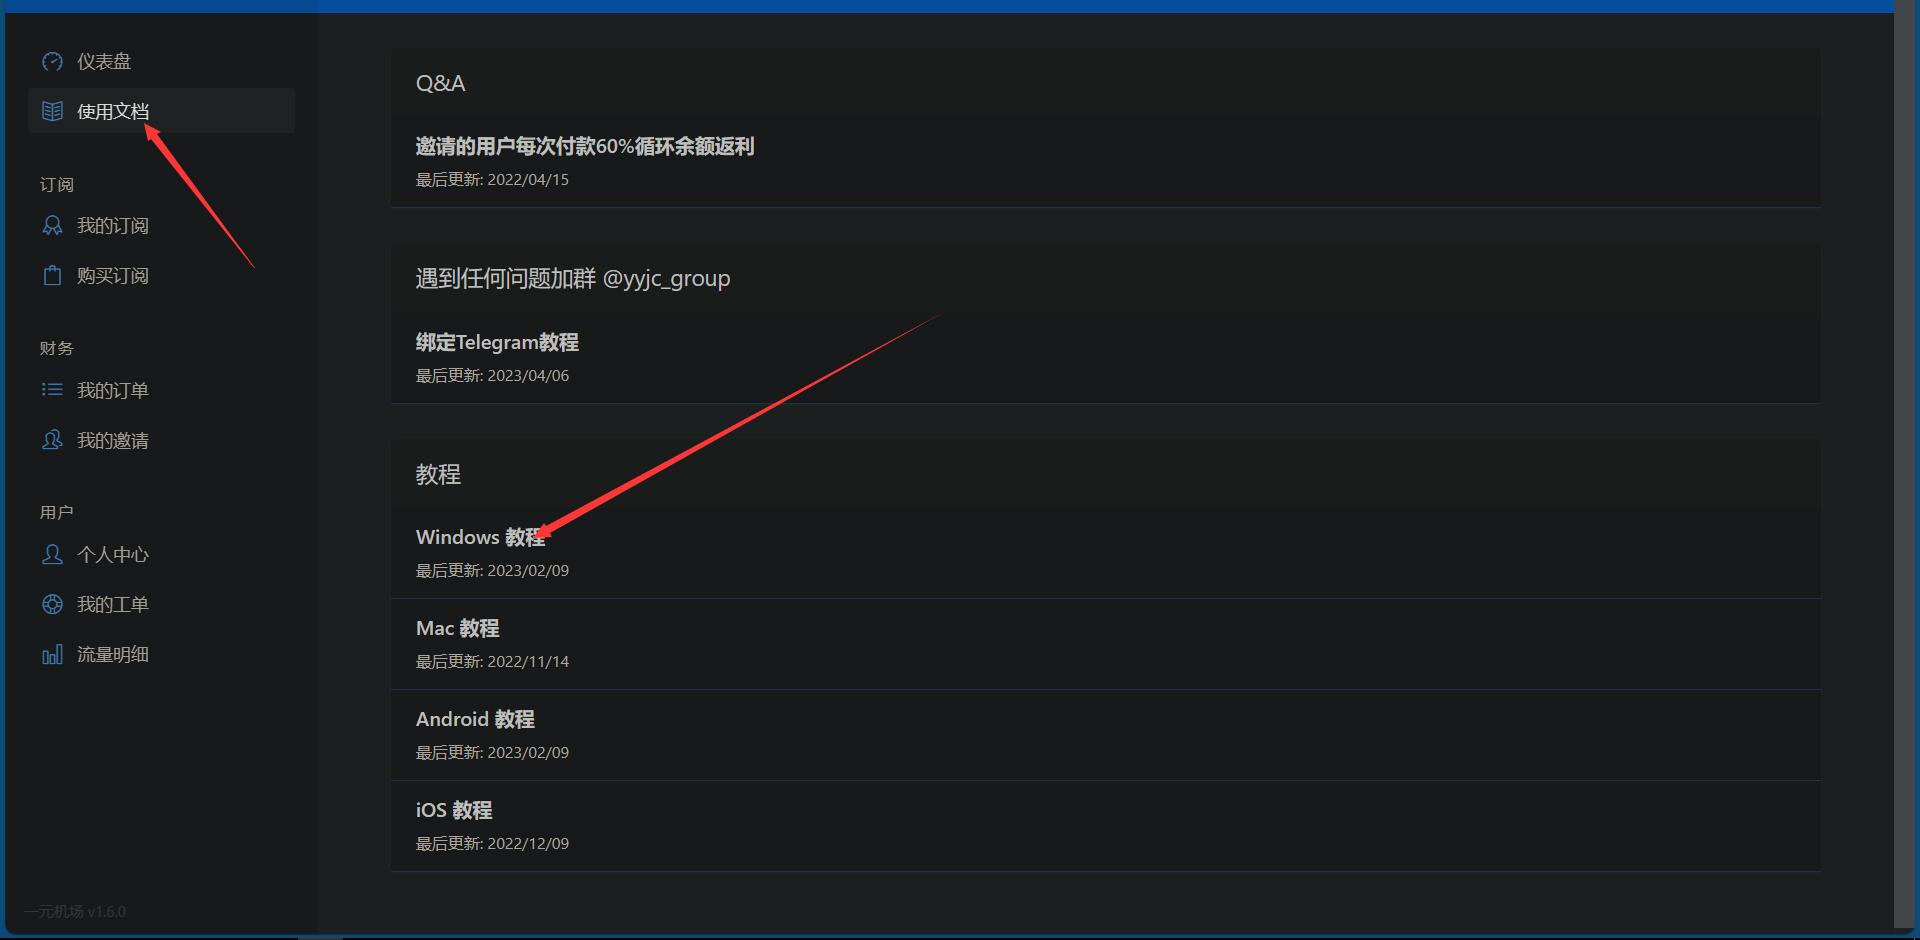 仪表盘
使用文档
订阅
我的订阅
购买订阅
财务
我的订单
我的邀请
用户
个人中心
我的工单
流量明细
一元机场 v1.6.0
Q&A
邀请的用户每次付款60%循环余额返利
最后更新: 2022/04/15
遇到任何问题加群 @yyjc_group
绑定Telegram教程
最后更新: 2023/04/06
教程
Windows 教程
最后更新: 2023/02/09
Mac 教程
最后更新: 2022/11/14
Android 教程
最后更新: 2023/02/09
iOS 教程
最后更新: 2022/12/09